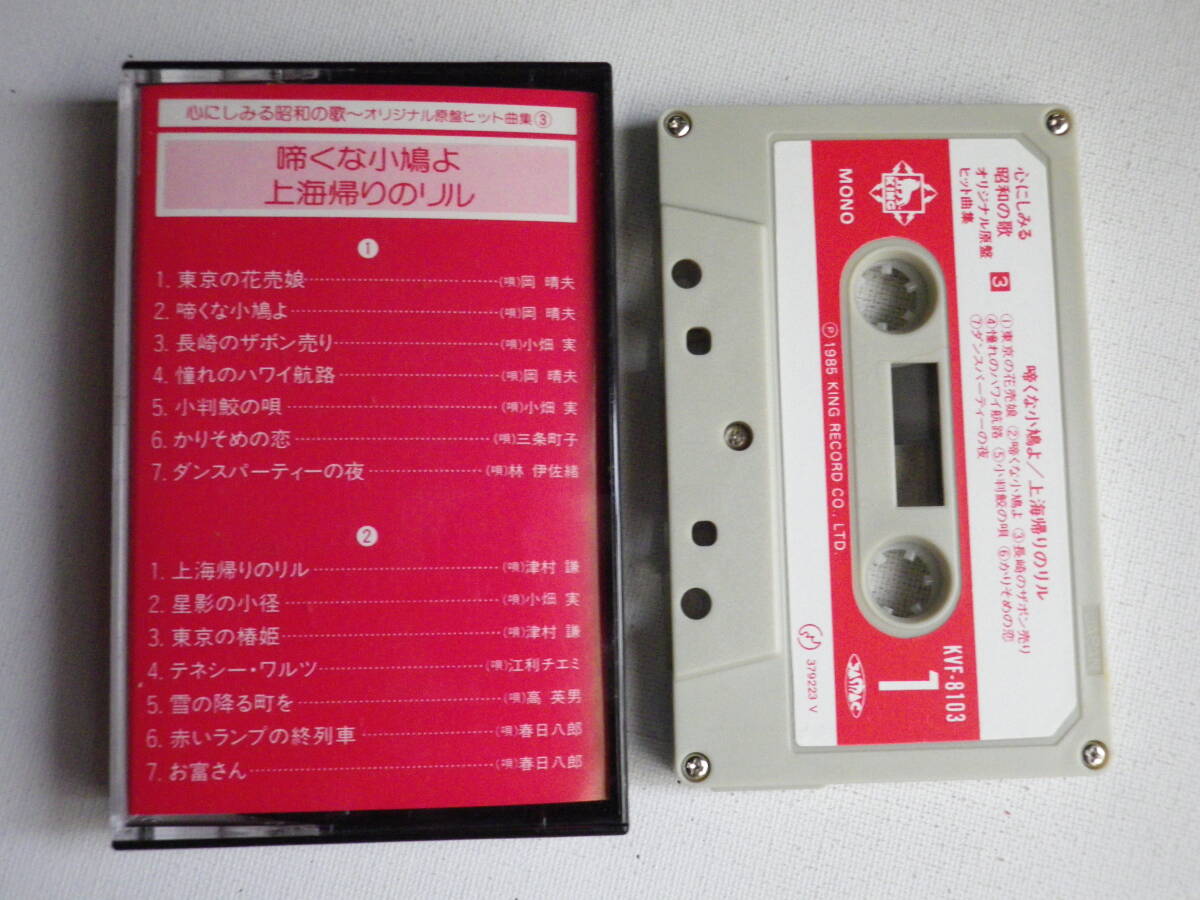 心にしみる昭和の歌～オリジナル原盤ヒット曲集③
啼くな小鳩よ
上海帰りのリル
❶
1. 東京の花売娘 (唄)岡 晴夫
2. 啼くな小鳩よ (唄)岡 晴夫
3. 長崎のザボン売り (唄)小畑 実
4. 憧れのハワイ航路 (唄)岡 晴夫
5. 小判鮫の唄 (唄)小畑 実
6. かりそめの恋 (唄)三条町子
7. ダンスパーティーの夜 (唄)林 伊佐緒
❷
1. 上海帰りのリル (唄)津村 謙
2. 星影の小径 (唄)小畑 実
3. 東京の椿姫 (唄)津村 謙
4. テネシー・ワルツ (唄)江利チエミ
5. 雪の降る町を (唄)高 英男
6. 赤いランプの終列車 (唄)春日八郎
7. お富さん (唄)春日八郎
心にしみる
昭和の歌
オリジナル原盤
ヒット曲集
3
啼くな小鳩よ／上海帰りのリル
①東京の花売娘 ②啼くな小鳩よ ③長崎のザボン売り
④憧れのハワイ航路 ⑤小判鮫の唄 ⑥かりそめの恋
⑦ダンスパーティーの夜
KING
MONO
Ⓟ1985 KING RECORD CO., LTD.
KVF-8103
1
JASRAC
379223 V